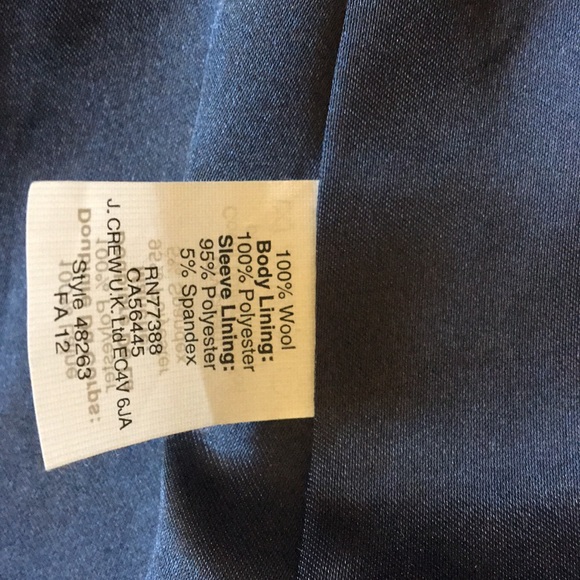 100% Wool
Body Lining:
100% Polyester
Sleeve Lining:
95% Polyester
5% Spandex
RN77388
CA56445
J. CREW U.K. Ltd EC4V 6JA
Style 48263
FA 12